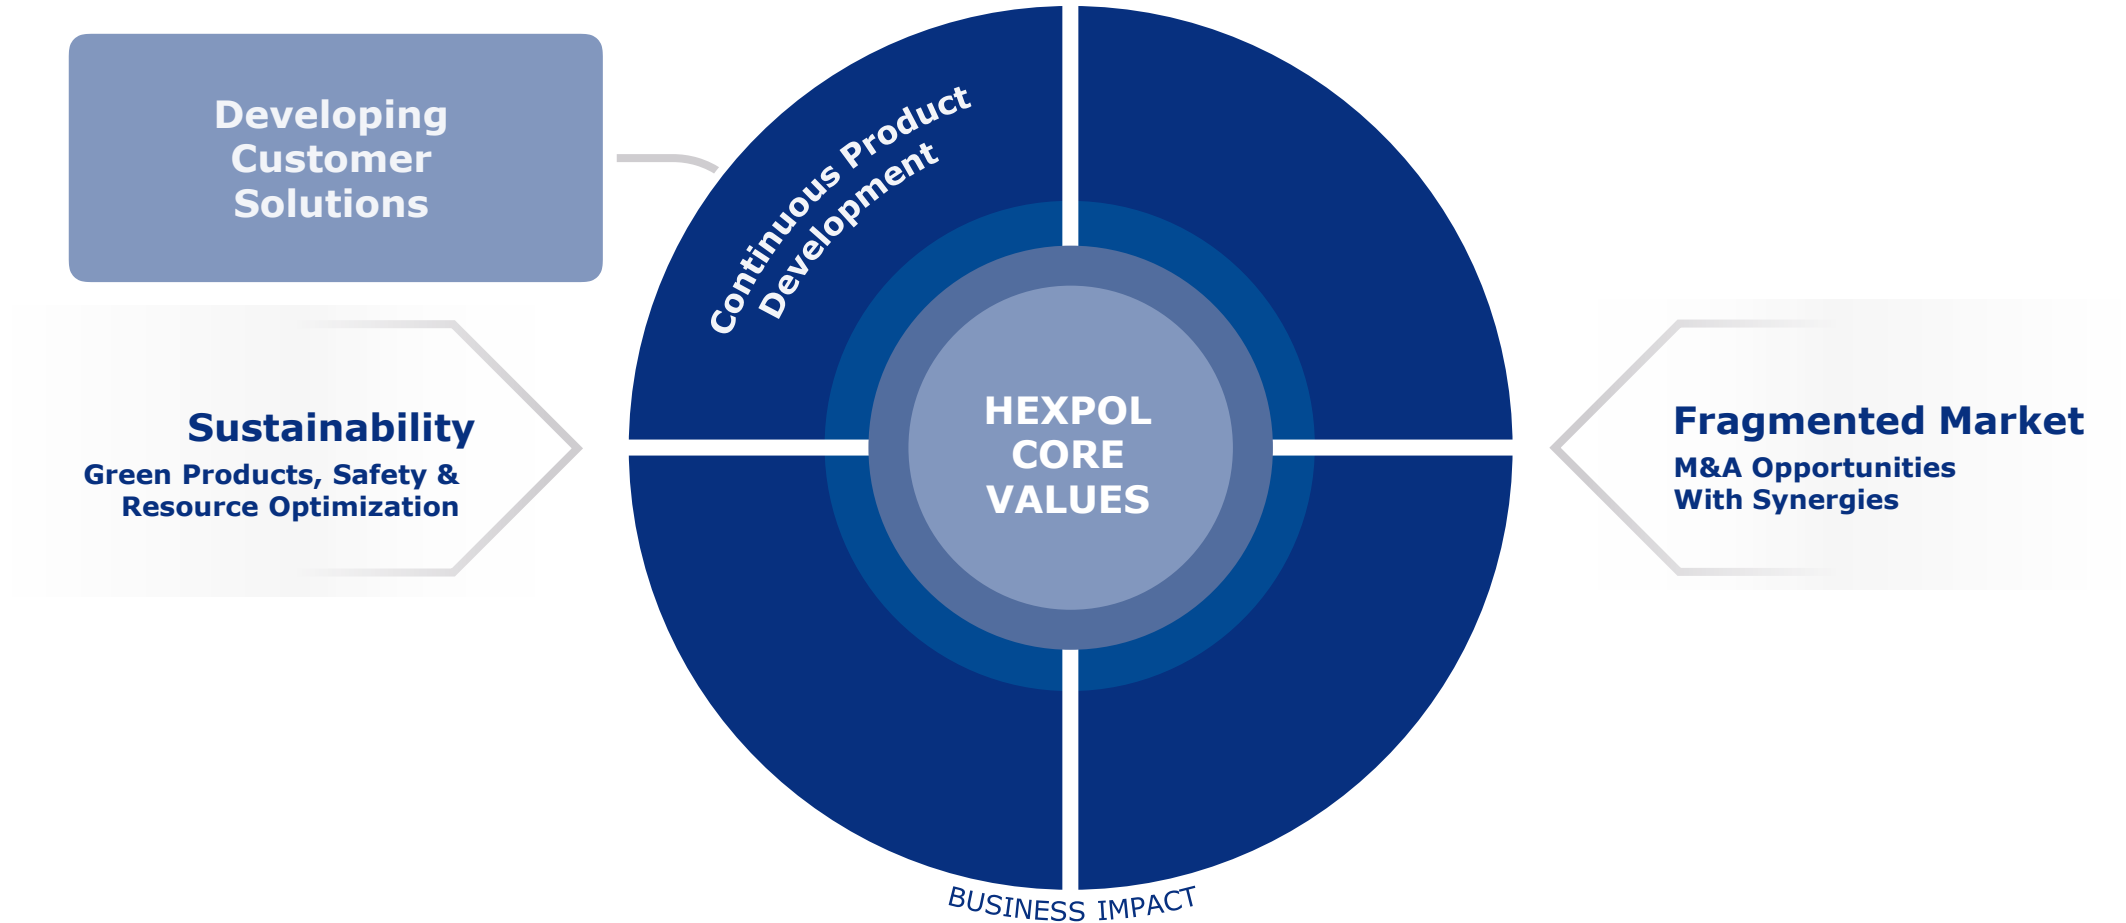 Developing
Customer
Solutions
Continuous Product
Development
Sustainability
Green Products, Safety &
Resource Optimization
HEXPOL
CORE
VALUES
Fragmented Market
M&A Opportunities
With Synergies
BUSINESS IMPACT